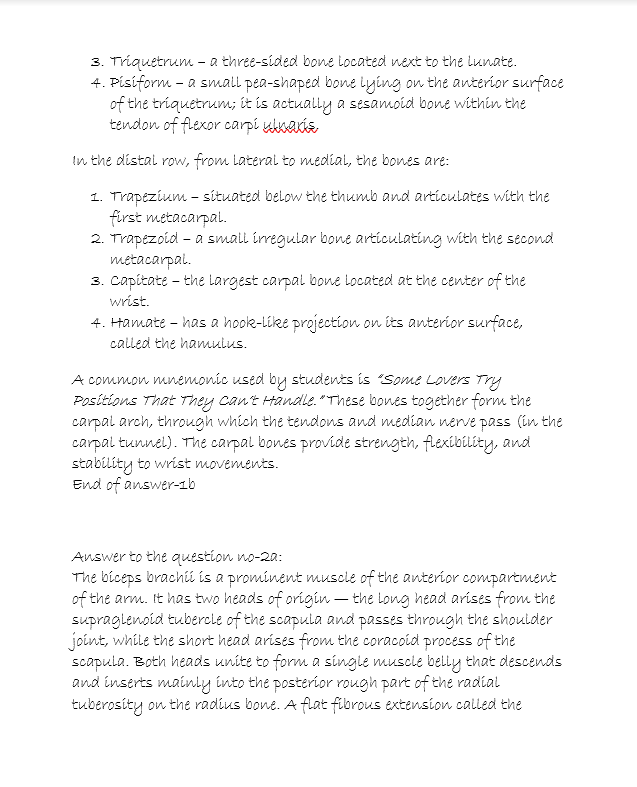 3. Triquetrum – a three-sided bone located next to the lunate.
4. Pisiform – a small pea-shaped bone lying on the anterior surface
of the triquetrum; it is actually a sesamoid bone within the
tendon of flexor carpi ulnaris.
In the distal row, from lateral to medial, the bones are:
1. Trapezium – situated below the thumb and articulates with the
first metacarpal.
2. Trapezoid – a small irregular bone articulating with the second
metacarpal.
3. Capitate – the largest carpal bone located at the center of the
wrist.
4. Hamate – has a hook-like projection on its anterior surface,
called the hamulus.
A common mnemonic used by students is "Some Lovers Try
Positions That They Can't Handle." These bones together form the
carpal arch, through which the tendons and median nerve pass (in the
carpal tunnel). The carpal bones provide strength, flexibility, and
stability to wrist movements.
End of answer-1b
Answer to the question no-2a:
The biceps brachii is a prominent muscle of the anterior compartment
of the arm. It has two heads of origin — the long head arises from the
supraglenoid tubercle of the scapula and passes through the shoulder
joint, while the short head arises from the coracoid process of the
scapula. Both heads unite to form a single muscle belly that descends
and inserts mainly into the posterior rough part of the radial
tuberosity on the radius bone. A flat fibrous extension called the